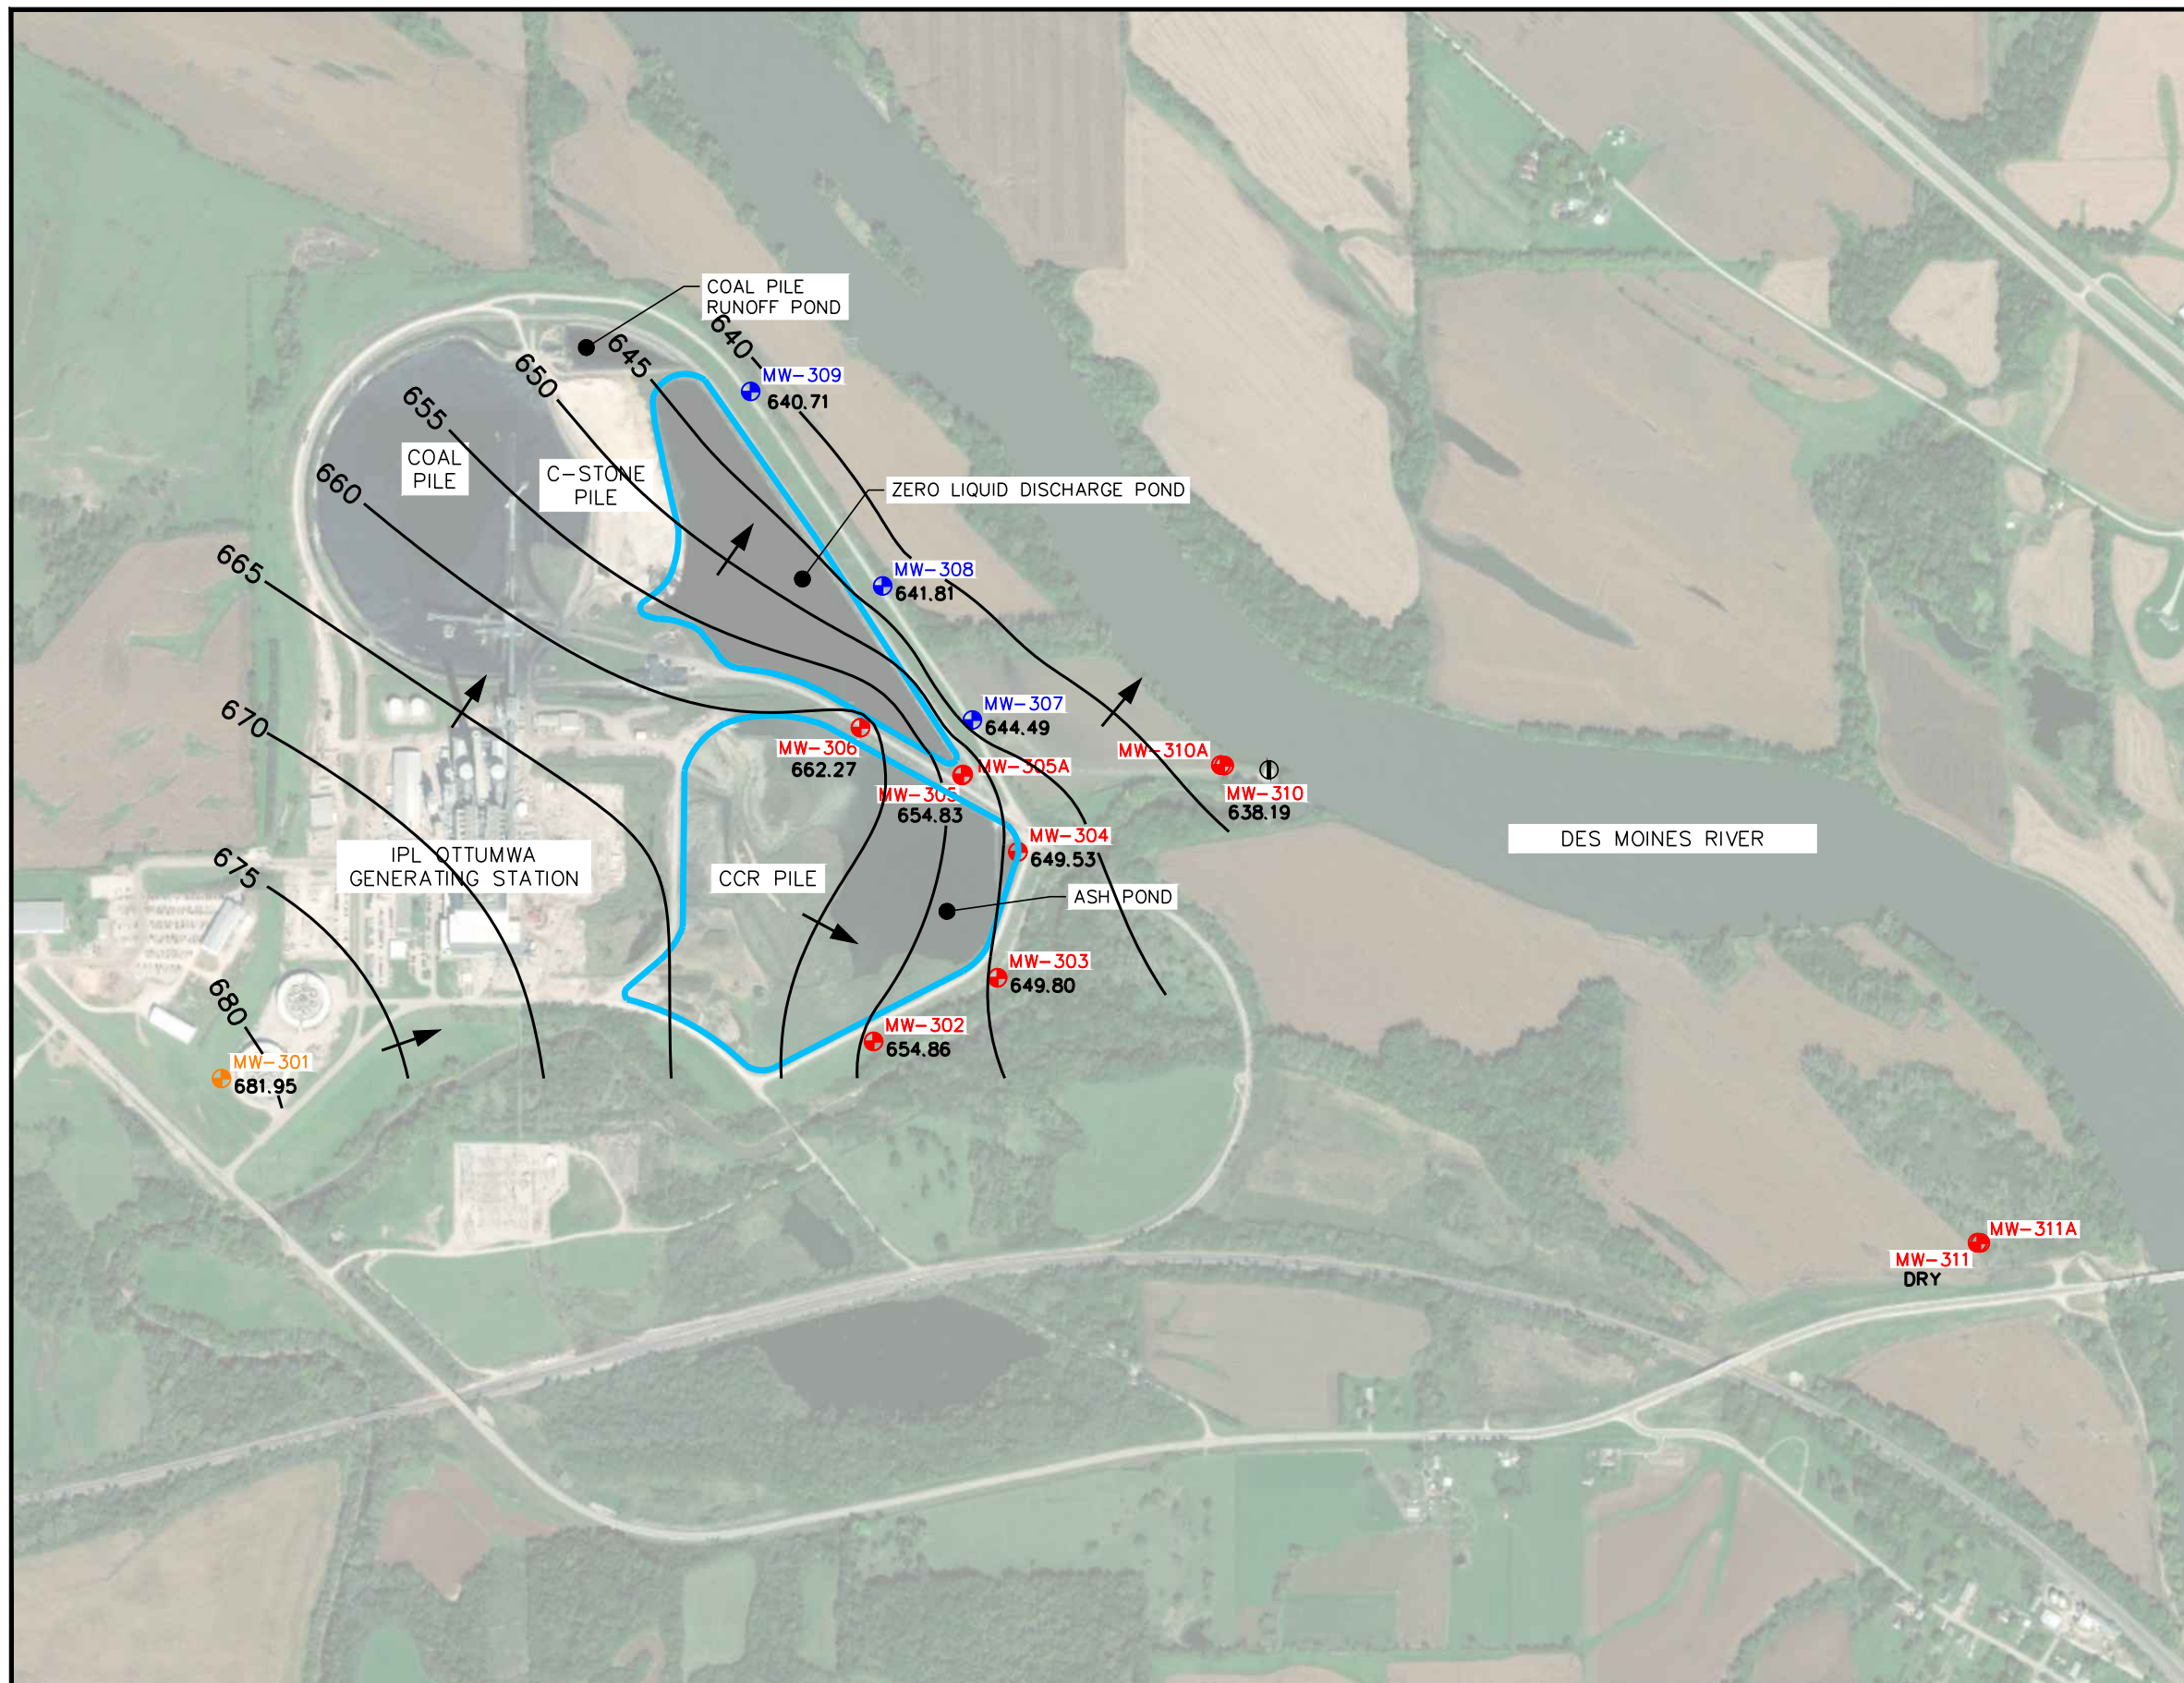 COAL PILE
RUNOFF POND
640
645
650
MW-309
640.71
655
COAL
PILE
C-STONE
PILE
660
ZERO LIQUID DISCHARGE POND
665
MW-308
641.81
670
MW-307
644.49
MW-306
662.27
MW-305A
MW-305
654.83
MW-310A
MW-310
638.19
DES MOINES RIVER
MW-304
649.53
675
IPL OTTUMWA
GENERATING STATION
CCR PILE
ASH POND
MW-303
649.80
680
MW-302
654.86
MW-301
681.95
MW-311A
MW-311
DRY